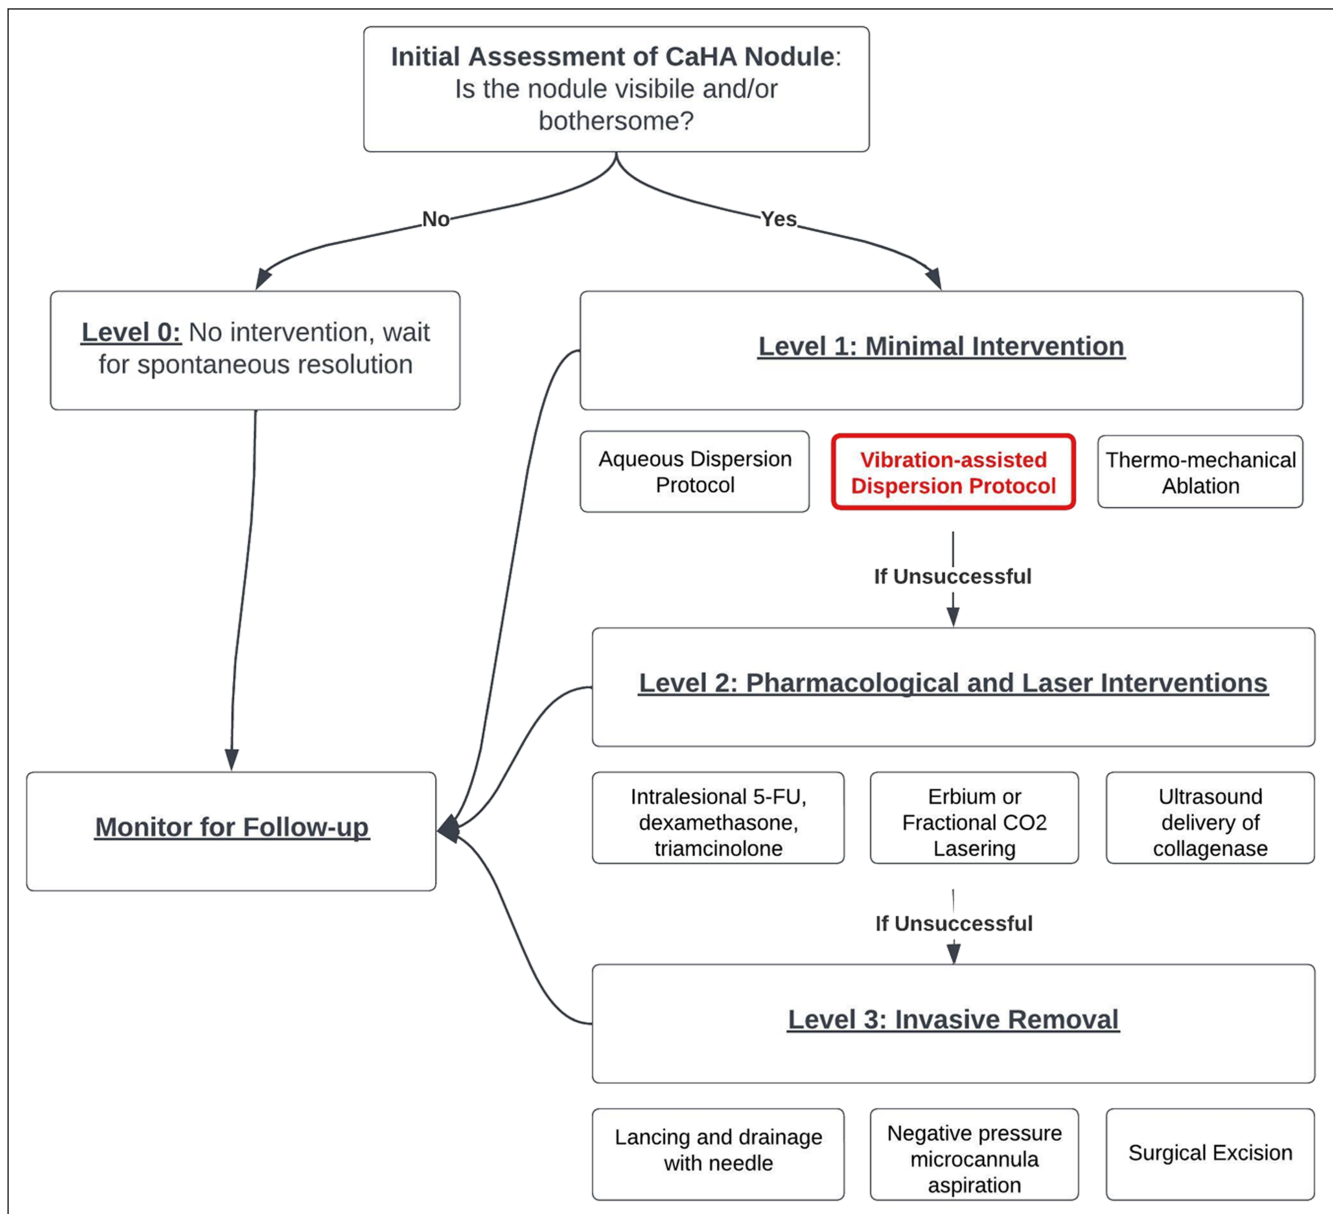 Initial Assessment of CaHA Nodule:
Is the nodule visibile and/or
bothersome?
No
Yes
Level 0: No intervention, wait
for spontaneous resolution
Level 1: Minimal Intervention
Aqueous Dispersion
Protocol
Vibration-assisted
Dispersion Protocol
Thermo-mechanical
Ablation
If Unsuccessful
Level 2: Pharmacological and Laser Interventions
Monitor for Follow-up
Intralesional 5-FU,
dexamethasone,
triamcinolone
Erbium or
Fractional CO2
Lasering
Ultrasound
delivery of
collagenase
If Unsuccessful
Level 3: Invasive Removal
Lancing and drainage
with needle
Negative pressure
microcannula
aspiration
Surgical Excision